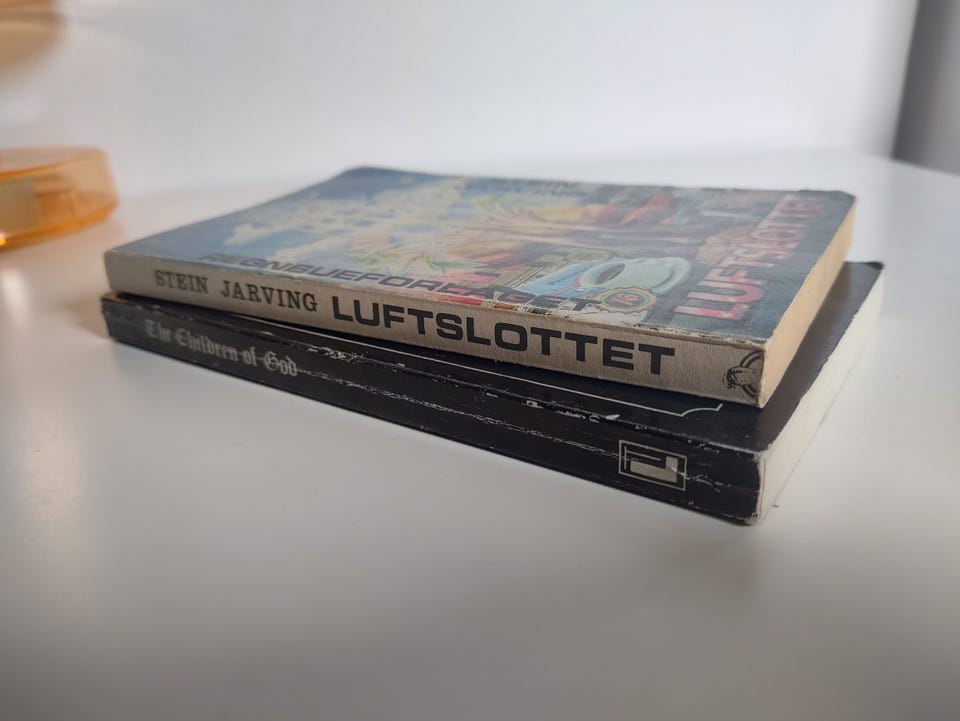 REGNBUEFORLAGET
LUFTSLOTTET
STEIN JARVING LUFTSLOTTET
The Children of God